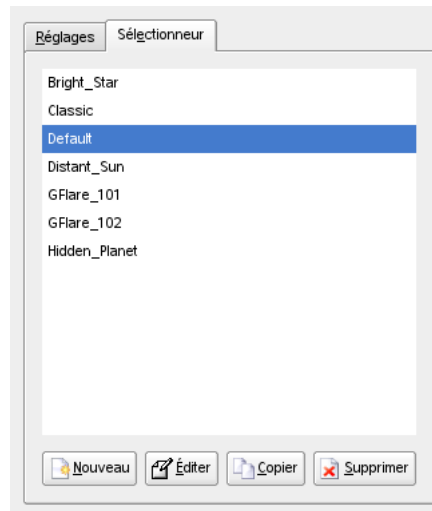 Réglages Sélectionneur
Bright_Star
Classic
Default
Distant_Sun
GFlare_101
GFlare_102
Hidden_Planet
Nouveau Éditer Copier Supprimer